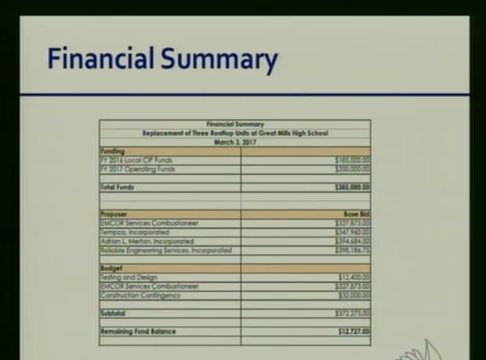 Financial Summary
Financial Summary
Replacement of Three Rooftop Units at Great Mills High School
March 3, 2017
Funding
FY 2016 Local CIP Funds $185,000.00
FY 2017 Operating Funds $200,000.00
Total Funds $385,000.00
Proposer Base Bid
EMCOR Services Combustioneer $327,873.00
Tempco, Incorporated $347,960.00
Adrian L. Merton, Incorporated $394,684.00
Reliable Engineering Services, Incorporated $398,186.75
Budget
Testing and Design $12,400.00
EMCOR Services Combustioneer $327,873.00
Construction Contingency $32,000.00
Subtotal $372,273.00
Remaining Fund Balance $12,727.00